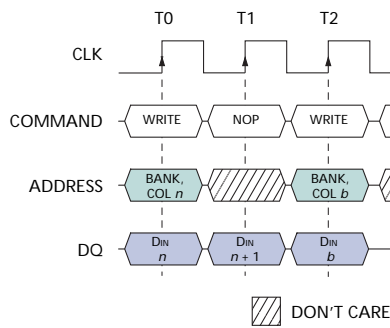 T0 T1 T2
CLK
COMMAND WRITE NOP WRITE
ADDRESS BANK, COL n BANK, COL b
DQ DIN n DIN n + 1 DIN b
DON'T CARE